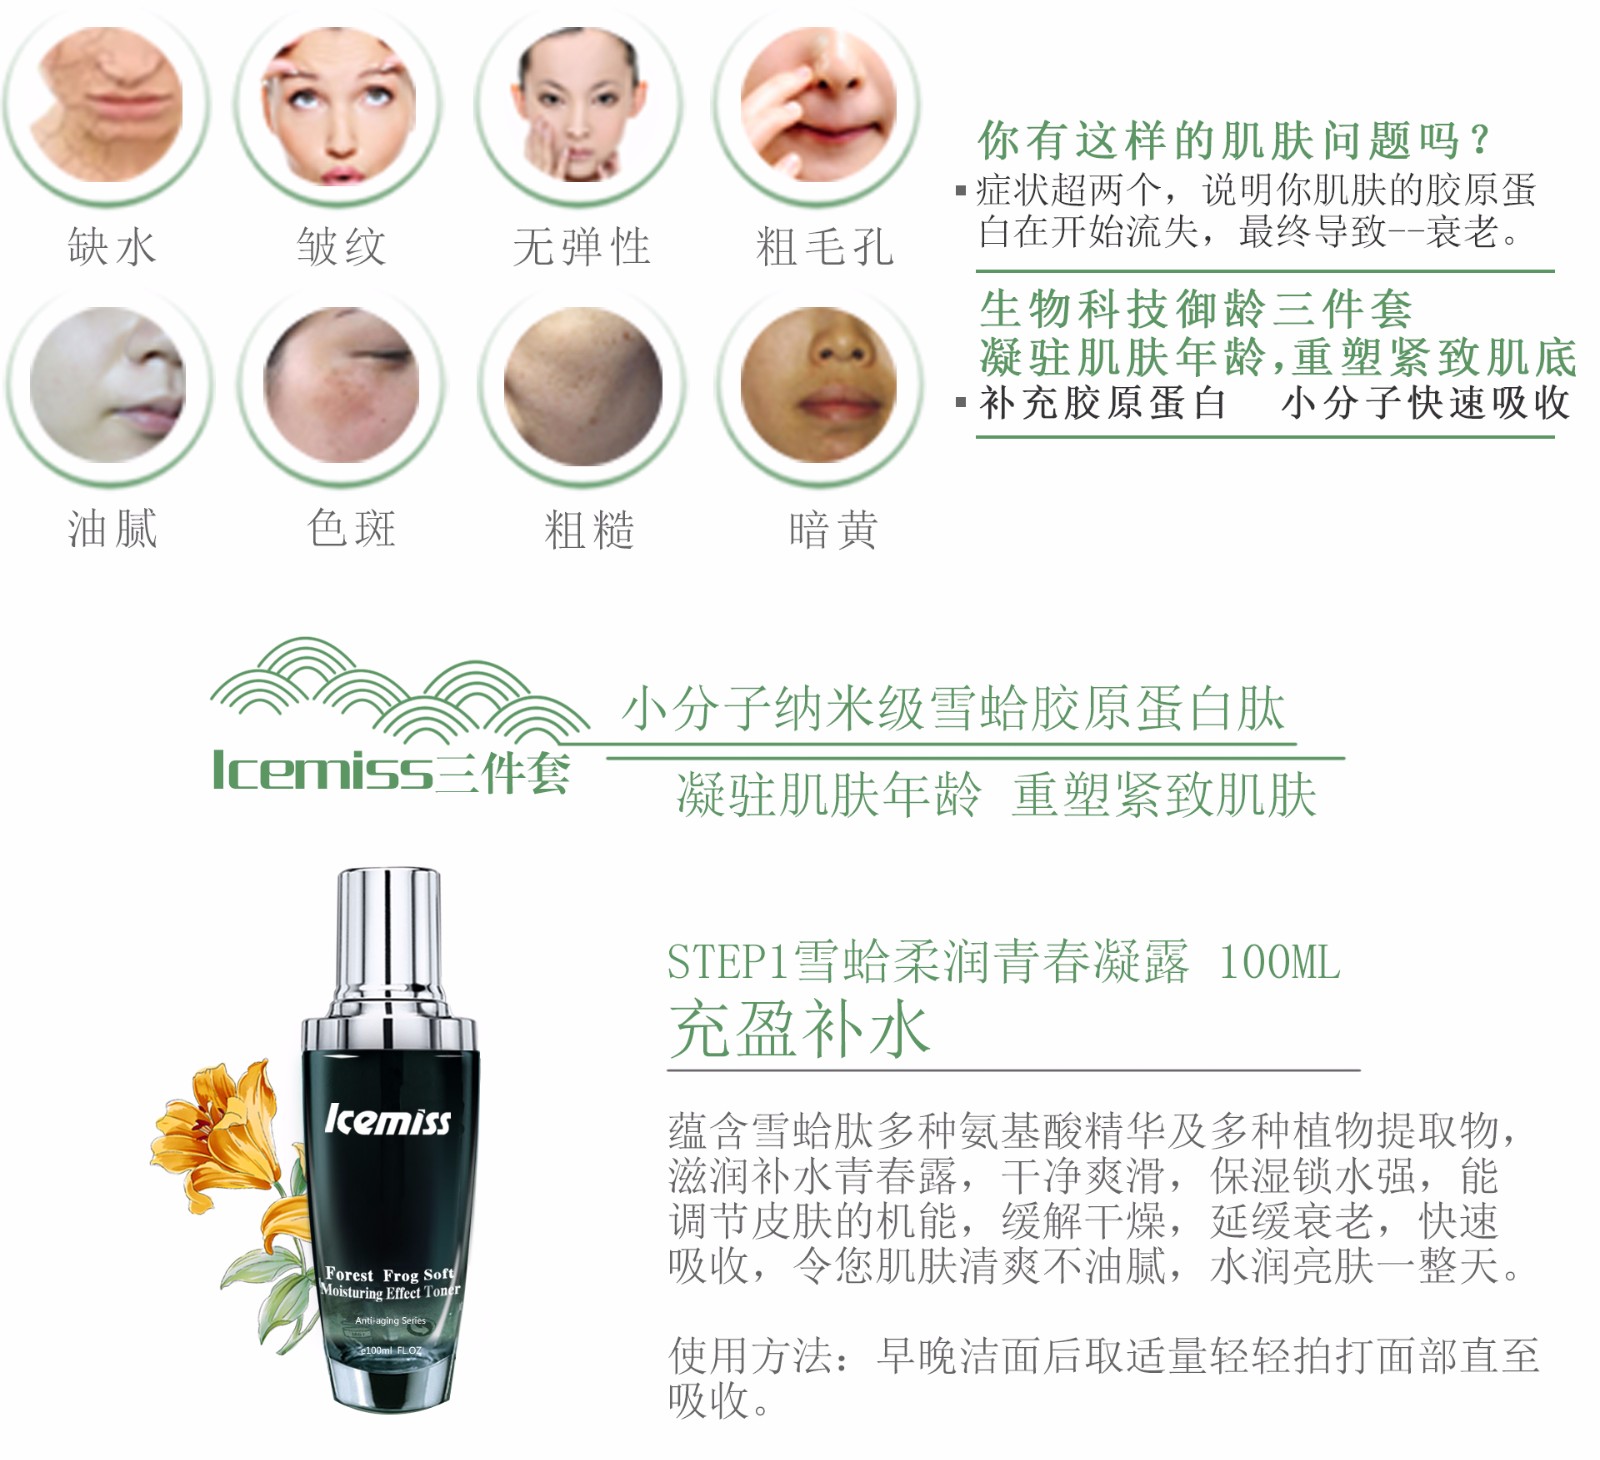 缺水
皱纹
无弹性
粗毛孔
油腻
色斑
粗糙
暗黄
你有这样的肌肤问题吗？
▪症状超两个，说明你肌肤的胶原蛋
白在开始流失，最终导致--衰老。
生物科技御龄三件套
凝驻肌肤年龄,重塑紧致肌底
▪补充胶原蛋白 小分子快速吸收
Icemiss三件套
小分子纳米级雪蛤胶原蛋白肽
凝驻肌肤年龄 重塑紧致肌肤
STEP1雪蛤柔润青春凝露 100ML
充盈补水
蕴含雪蛤肽多种氨基酸精华及多种植物提取物，
滋润补水青春露，干净爽滑，保湿锁水强，能
调节皮肤的机能，缓解干燥，延缓衰老，快速
吸收，令您肌肤清爽不油腻，水润亮肤一整天。
使用方法：早晚洁面后取适量轻轻拍打面部直至
吸收。
Icemiss
Forest Frog Soft
Moisturing Effect Toner
Anti-aging Series
e100ml FL.OZ